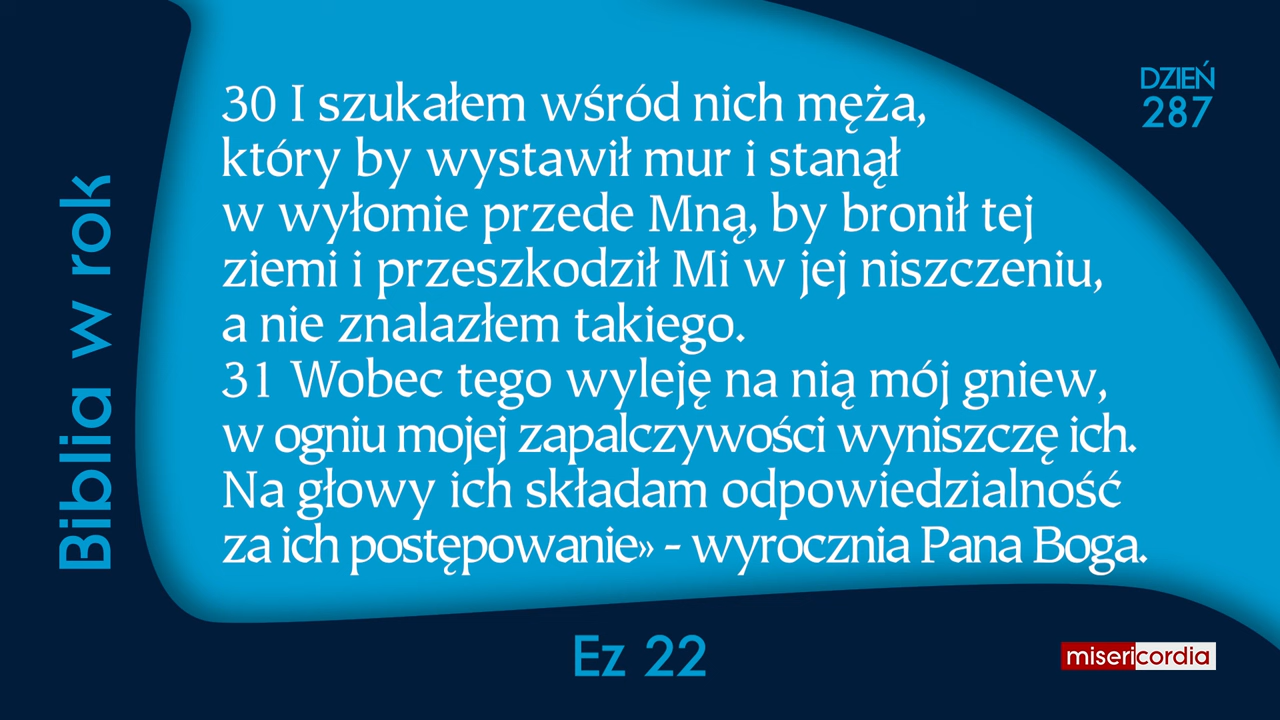 DZIEŃ
287
Biblia w rok
30 I szukałem wśród nich męża,
który by wystawił mur i stanął
w wyłomie przede Mną, by bronił tej
ziemi i przeszkodził Mi w jej niszczeniu,
a nie znalazłem takiego.
31 Wobec tego wyleję na nią mój gniew,
w ogniu mojej zapalczywości wyniszczę ich.
Na głowy ich składam odpowiedzialność
za ich postępowanie» - wyrocznia Pana Boga.
Ez 22
misericordia